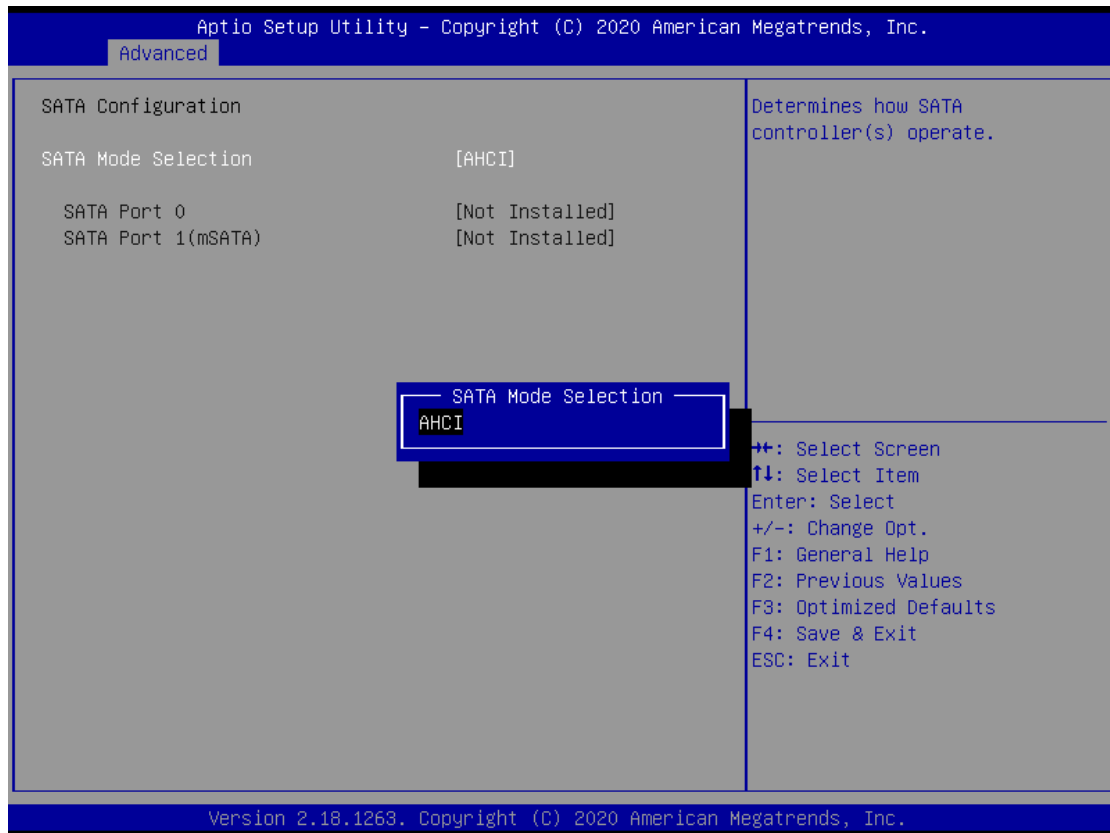 Aptio Setup Utility – Copyright (C) 2020 American Megatrends, Inc.
Advanced
SATA Configuration
SATA Mode Selection [AHCI]
SATA Port 0 [Not Installed]
SATA Port 1(mSATA) [Not Installed]
SATA Mode Selection
AHCI
Determines how SATA
controller(s) operate.
→←: Select Screen
↑↓: Select Item
Enter: Select
+/-: Change Opt.
F1: General Help
F2: Previous Values
F3: Optimized Defaults
F4: Save & Exit
ESC: Exit
Version 2.18.1263. Copyright (C) 2020 American Megatrends, Inc.